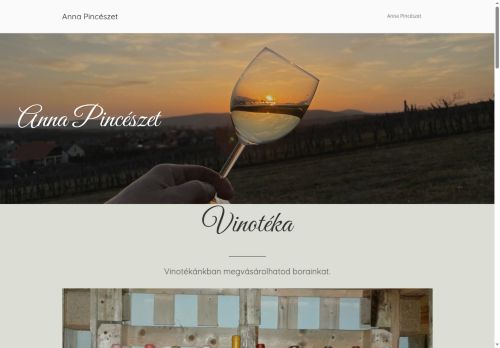 Anna Pincészet
Anna Pincészet
Anna Pincészet
Vinotéka
Vinotékánkban megvásárolhatod borainkat.